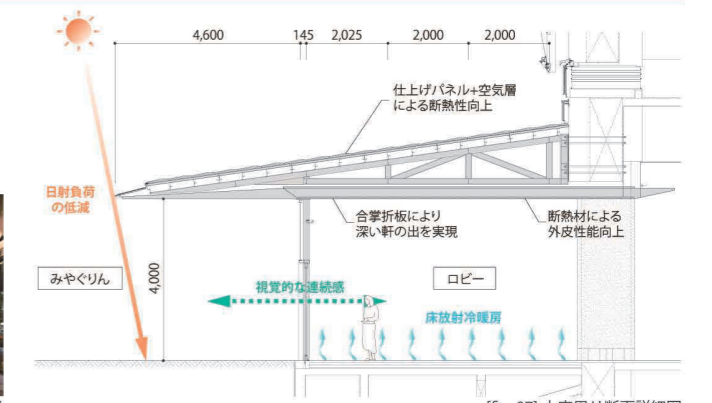 4,600
145
2,025
2,000
2,000
仕上げパネル+空気層
による断熱性向上
日射負荷
の低減
合掌折板により
深い軒の出を実現
断熱材による
外皮性能向上
みやぐりん
4,000
視覚的な連続感
ロビー
床放射冷暖房